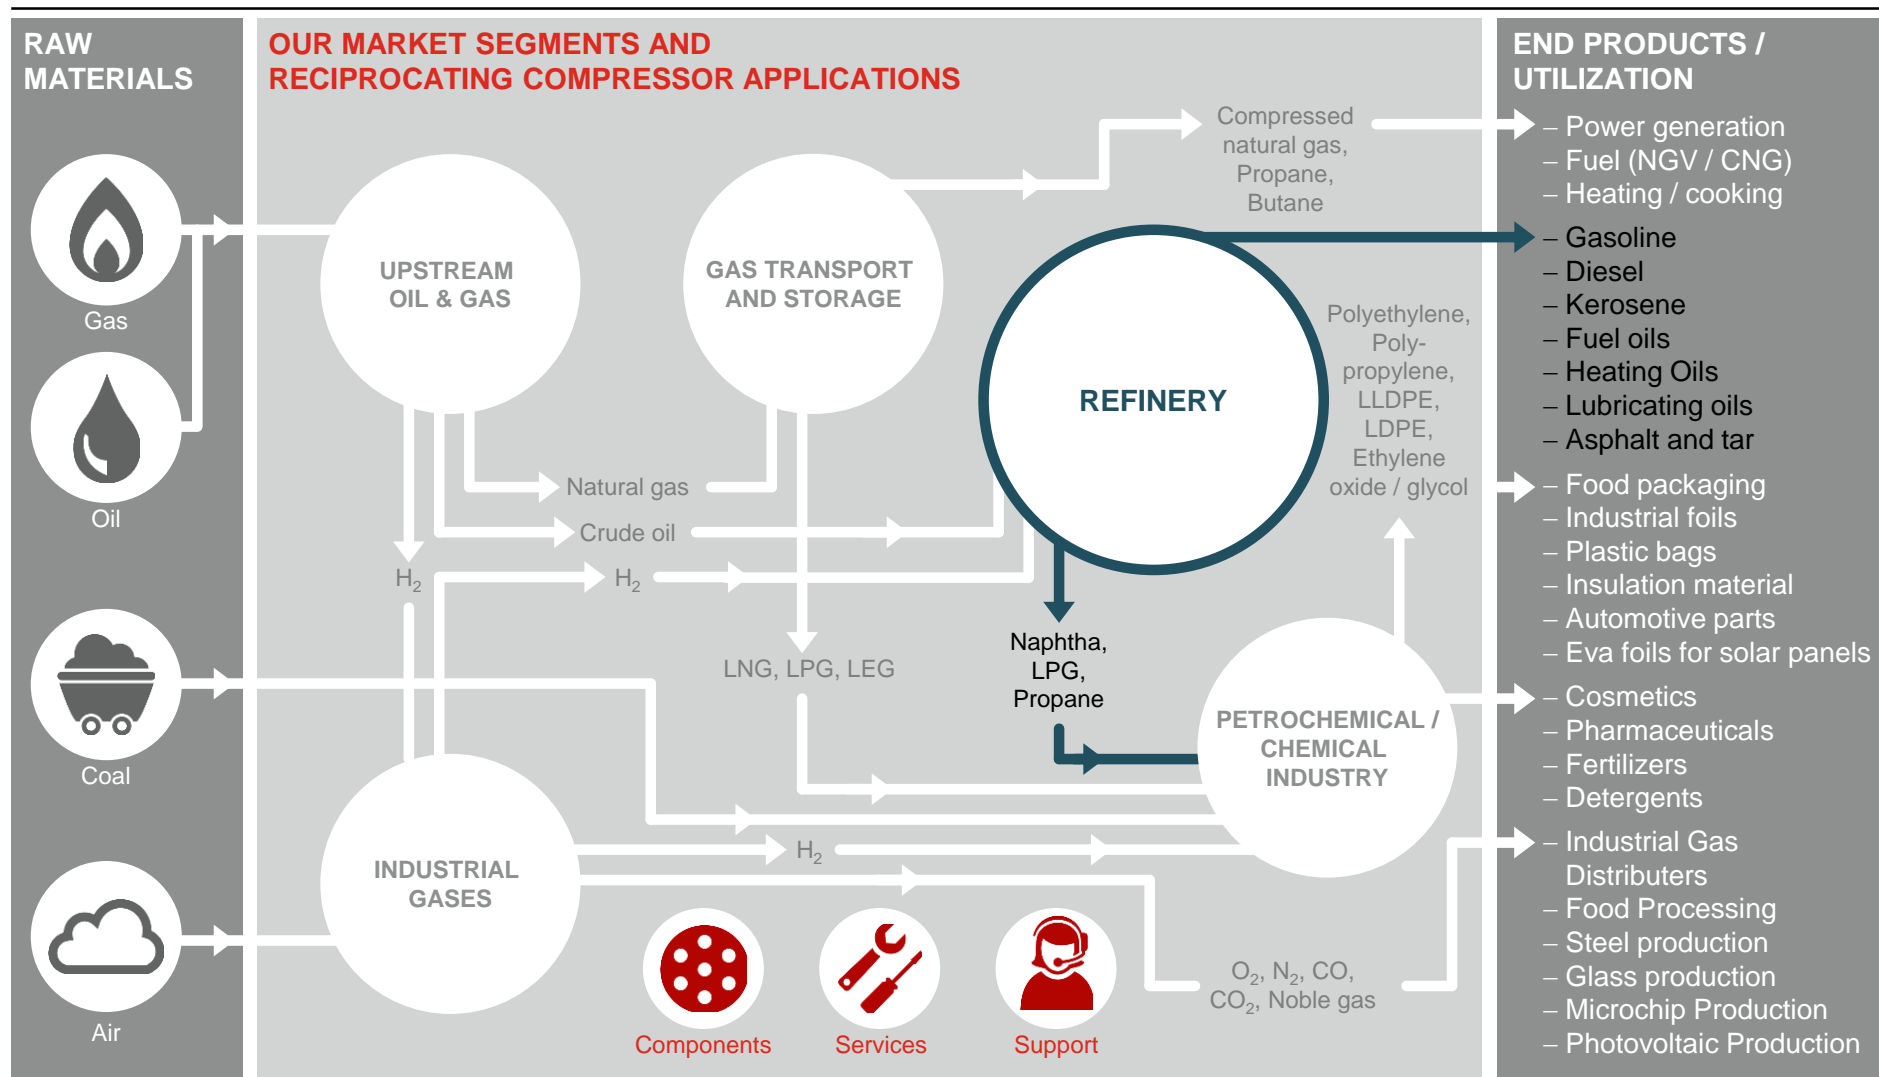 RAW
MATERIALS
Gas
Oil
Coal
Air
OUR MARKET SEGMENTS AND
RECIPROCATING COMPRESSOR APPLICATIONS
UPSTREAM
OIL & GAS
GAS TRANSPORT
AND STORAGE
Compressed
natural gas,
Propane,
Butane
REFINERY
Polyethylene,
Poly-
propylene,
LLDPE,
LDPE,
Ethylene
oxide / glycol
Natural gas
Crude oil
H₂
H₂
LNG, LPG, LEG
Naphtha,
LPG,
Propane
PETROCHEMICAL /
CHEMICAL
INDUSTRY
H₂
INDUSTRIAL
GASES
O₂, N₂, CO,
CO₂, Noble gas
Components
Services
Support
END PRODUCTS /
UTILIZATION
– Power generation
– Fuel (NGV / CNG)
– Heating / cooking
– Gasoline
– Diesel
– Kerosene
– Fuel oils
– Heating Oils
– Lubricating oils
– Asphalt and tar
– Food packaging
– Industrial foils
– Plastic bags
– Insulation material
– Automotive parts
– Eva foils for solar panels
– Cosmetics
– Pharmaceuticals
– Fertilizers
– Detergents
– Industrial Gas
Distributers
– Food Processing
– Steel production
– Glass production
– Microchip Production
– Photovoltaic Production